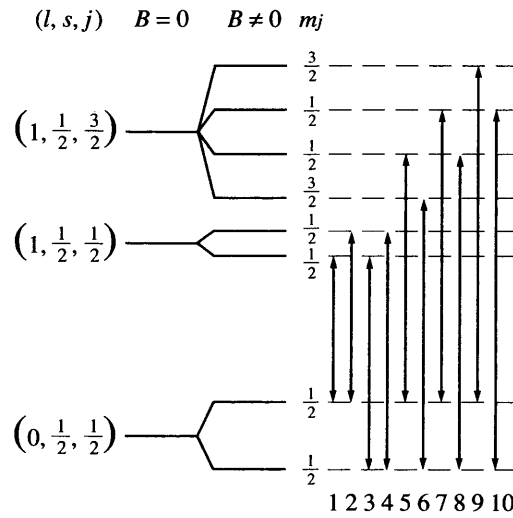 (l, s, j) B = 0 B ≠ 0 mj
3/2
1/2
(1, 1/2, 3/2)
1/2
3/2
1/2
(1, 1/2, 1/2)
1/2
1/2
(0, 1/2, 1/2)
1/2
1 2 3 4 5 6 7 8 9 10